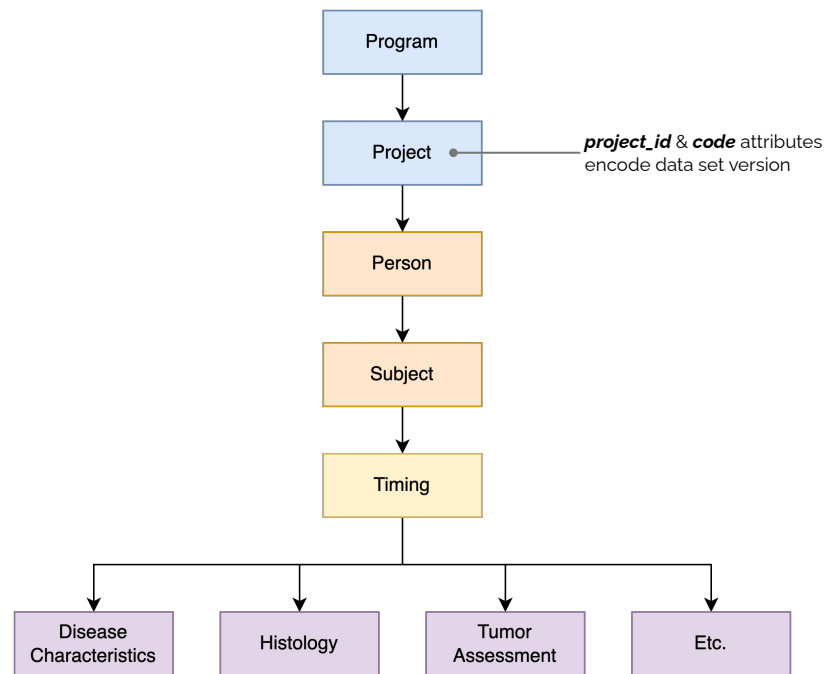 Program
Project
project_id & code attributes
encode data set version
Person
Subject
Timing
Disease
Characteristics
Histology
Tumor
Assessment
Etc.